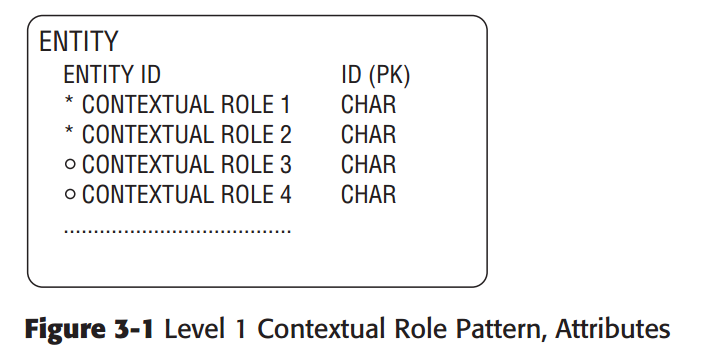 ENTITY
ENTITY ID ID (PK)
* CONTEXTUAL ROLE 1 CHAR
* CONTEXTUAL ROLE 2 CHAR
o CONTEXTUAL ROLE 3 CHAR
o CONTEXTUAL ROLE 4 CHAR
......................................
Figure 3-1 Level 1 Contextual Role Pattern, Attributes